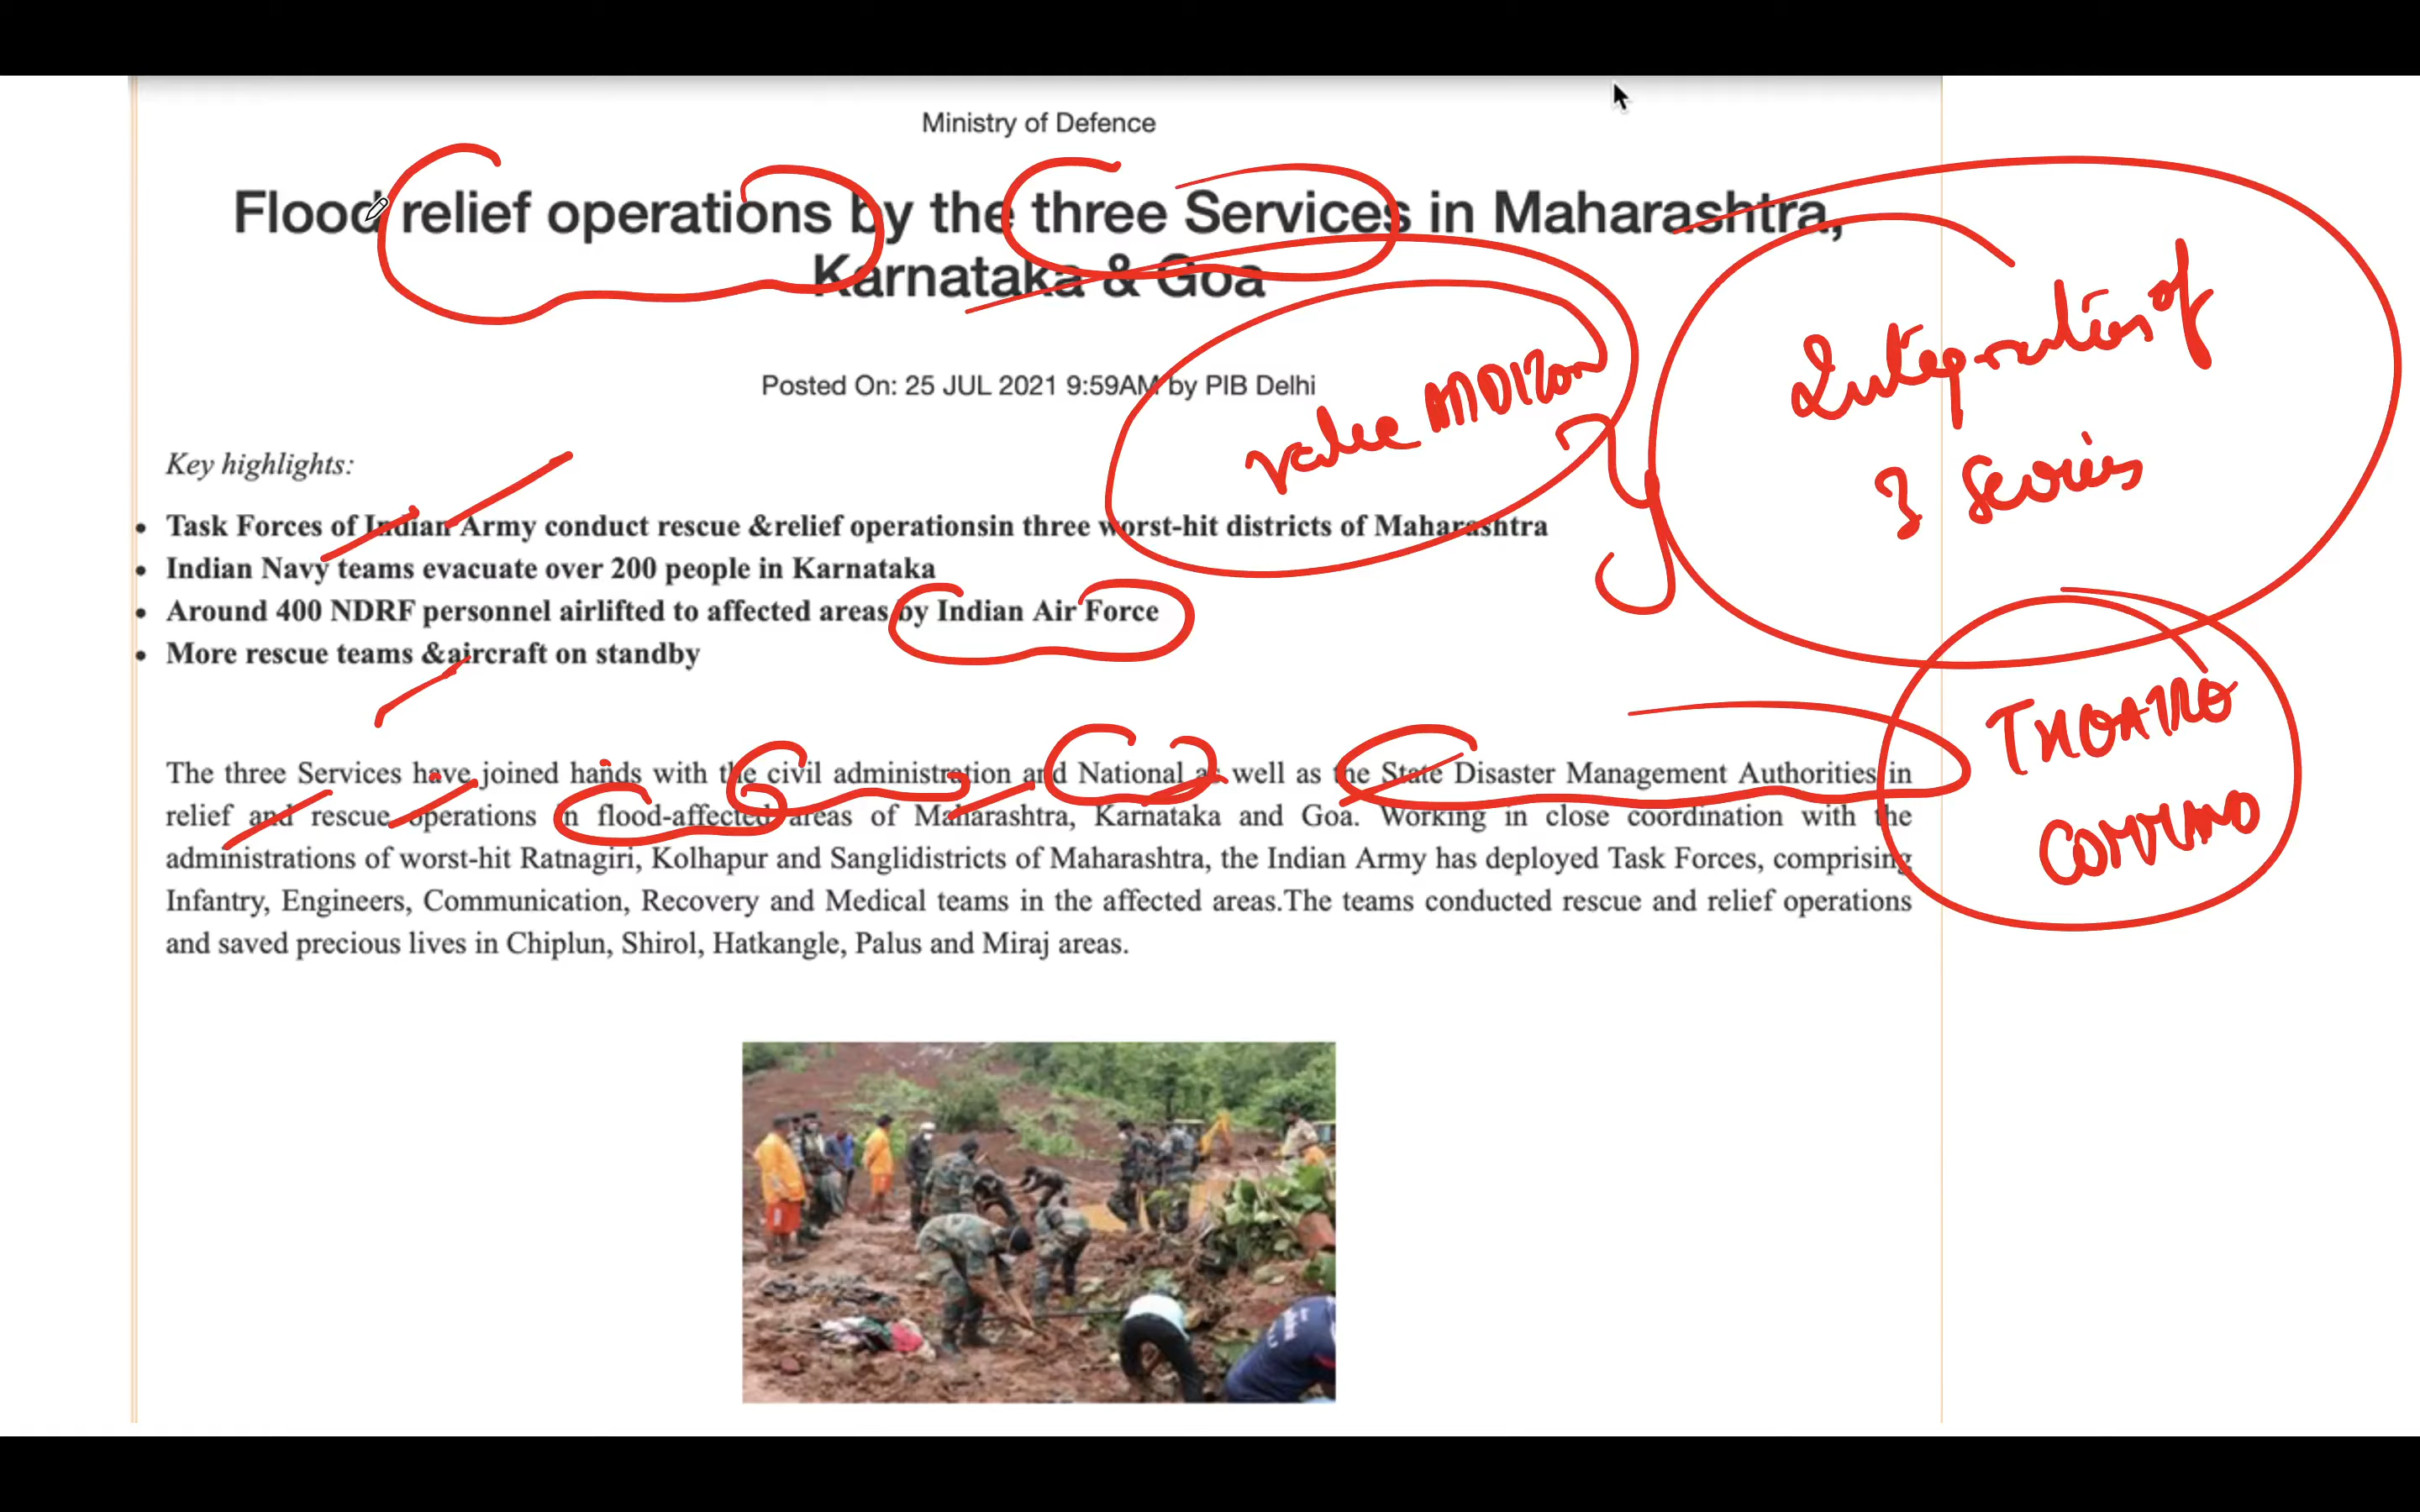 Ministry of Defence
Flood relief operations by the three Services in Maharashtra,
Karnataka & Goa
Posted On: 25 JUL 2021 9:59AM by PIB Delhi
value ADDITION
Integration of
3 Services
Key highlights:
• Task Forces of Indian Army conduct rescue &relief operationsin three worst-hit districts of Maharashtra
• Indian Navy teams evacuate over 200 people in Karnataka
• Around 400 NDRF personnel airlifted to affected areas by Indian Air Force
• More rescue teams &aircraft on standby
THEATRE
COMMAND
The three Services have joined hands with the civil administration and National as well as the State Disaster Management Authorities in
relief and rescue operations in flood-affected areas of Maharashtra, Karnataka and Goa. Working in close coordination with the
administrations of worst-hit Ratnagiri, Kolhapur and Sanglidistricts of Maharashtra, the Indian Army has deployed Task Forces, comprising
Infantry, Engineers, Communication, Recovery and Medical teams in the affected areas.The teams conducted rescue and relief operations
and saved precious lives in Chiplun, Shirol, Hatkangle, Palus and Miraj areas.